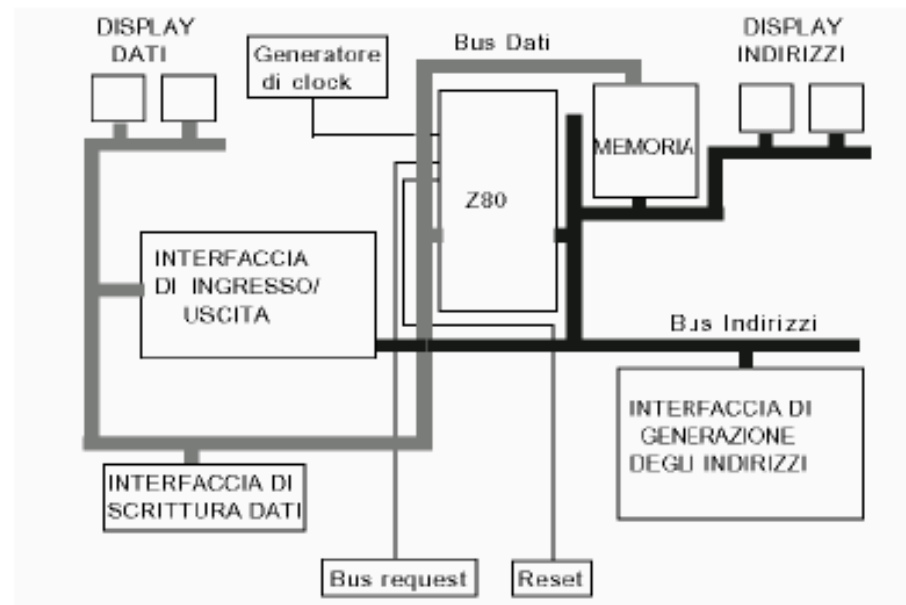 DISPLAY
DATI
Generatore
di clock
Bus Dati
DISPLAY
INDIRIZZI
MEMORIA
Z80
INTERFACCIA
DI INGRESSO/
USCITA
Bus Indirizzi
INTERFACCIA DI
GENERAZIONE
DEGLI INDIRIZZI
INTERFACCIA DI
SCRITTURA DATI
Bus request
Reset